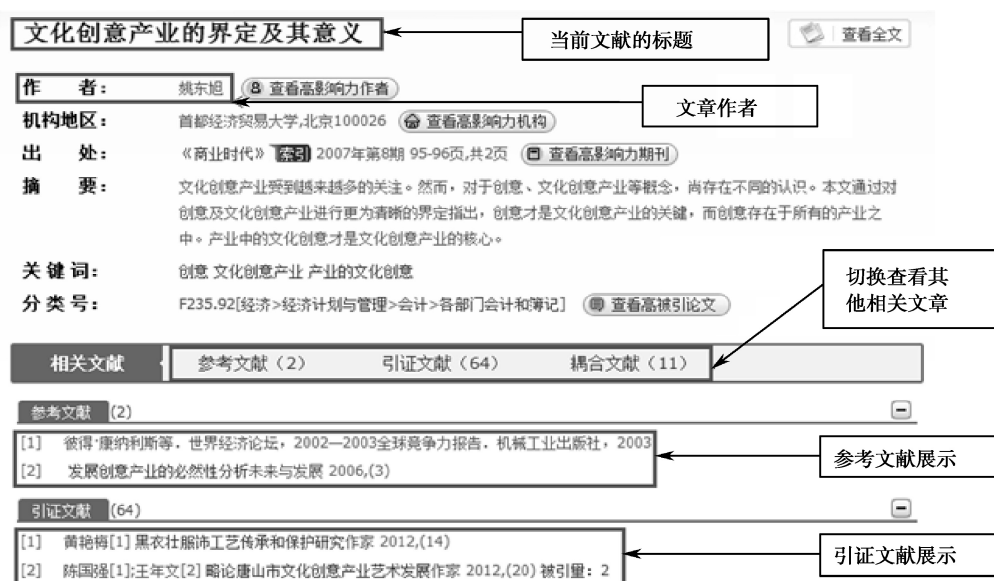 文化创意产业的界定及其意义
当前文献的标题
查看全文
作 者： 姚东旭 查看高影响力作者
文章作者
机构地区： 首都经济贸易大学,北京100026 查看高影响力机构
出 处： 《商业时代》 索引 2007年第8期 95-96页,共2页 查看高影响力期刊
摘 要： 文化创意产业受到越来越多的关注。然而，对于创意、文化创意产业等概念，尚存在不同的认识。本文通过对
创意及文化创意产业进行更为清晰的界定指出，创意才是文化创意产业的关键，而创意存在于所有的产业之
中。产业中的文化创意才是文化创意产业的核心。
关 键 词： 创意 文化创意产业 产业的文化创意
分 类 号： F235.92[经济>经济计划与管理>会计>各部门会计和簿记] 查看高被引论文
切换查看其
他相关文章
相关文献 参考文献（2） 引证文献（64） 耦合文献（11）
参考文献 (2)
[1] 彼得·康纳利斯等．世界经济论坛，2002—2003全球竞争力报告．机械工业出版社，2003
[2] 发展创意产业的必然性分析未来与发展 2006,(3)
参考文献展示
引证文献 (64)
[1] 黄艳梅[1] 黑衣壮服饰工艺传承和保护研究作家 2012,(14)
[2] 陈国强[1];王年文[2] 略论唐山市文化创意产业艺术发展作家 2012,(20) 被引量：2
引证文献展示